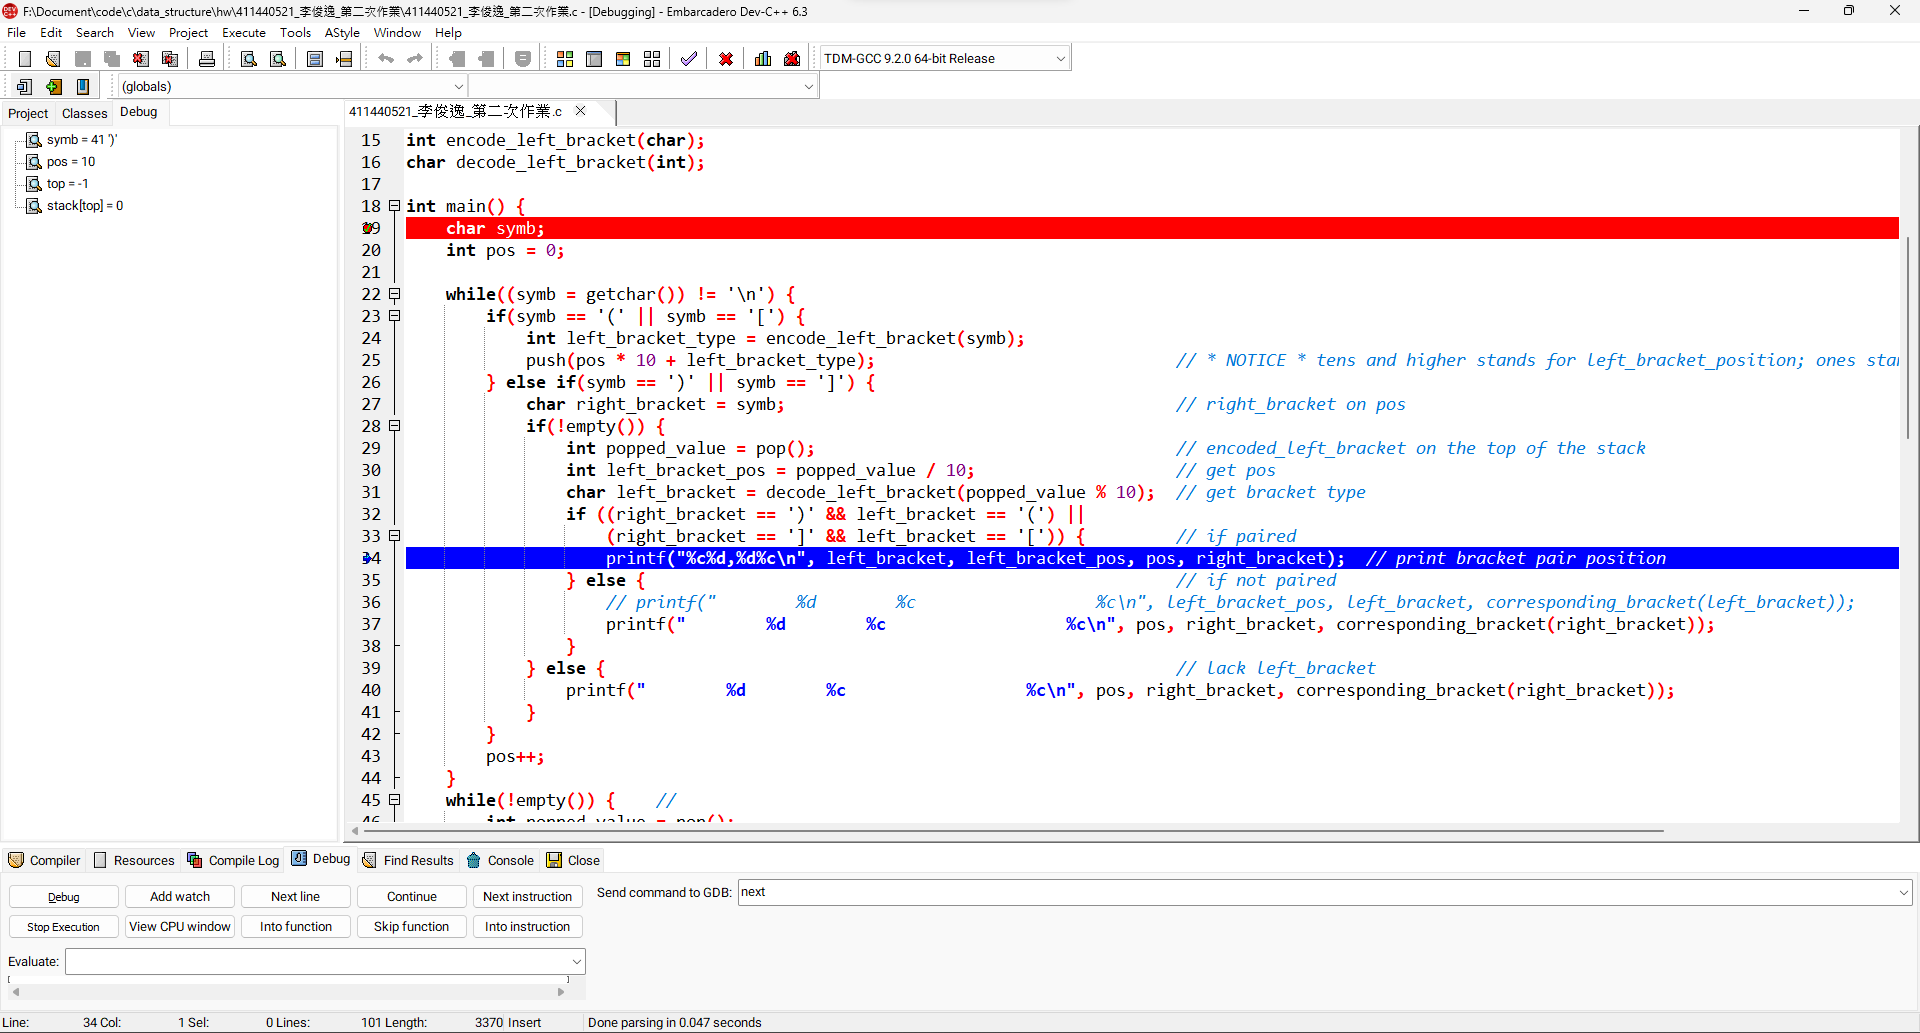 F:\Document\code\c\data_structure\hw\411440521_李俊逸_第二次作業\411440521_李俊逸_第二次作業.c - [Debugging] - Embarcadero Dev-C++ 6.3
File Edit Search View Project Execute Tools AStyle Window Help
TDM-GCC 9.2.0 64-bit Release
(globals)
Project Classes Debug
411440521_李俊逸_第二次作業.c
symb = 41 ')'
pos = 10
top = -1
stack[top] = 0
15 int encode_left_bracket(char);
16 char decode_left_bracket(int);
17
18 int main() {
19     char symb;
20     int pos = 0;
21
22     while((symb = getchar()) != '\n') {
23         if(symb == '(' || symb == '[') {
24             int left_bracket_type = encode_left_bracket(symb);
25             push(pos * 10 + left_bracket_type);                              // * NOTICE * tens and higher stands for left_bracket_position; ones
26         } else if(symb == ')' || symb == ']') {
27             char right_bracket = symb;                                       // right_bracket on pos
28             if(!empty()) {
29                 int popped_value = pop();                                    // encoded_left_bracket on the top of the stack
30                 int left_bracket_pos = popped_value / 10;                    // get pos
31                 char left_bracket = decode_left_bracket(popped_value % 10);  // get bracket type
32                 if ((right_bracket == ')' && left_bracket == '(') ||
33                     (right_bracket == ']' && left_bracket == '[')) {         // if paired
34                     printf("%c%d,%d%c\n", left_bracket, left_bracket_pos, pos, right_bracket);  // print bracket pair position
35                 } else {                                                     // if not paired
36                     // printf("        %d        %c                  %c\n", left_bracket_pos, left_bracket, corresponding_bracket(left_bracket));
37                     printf("        %d        %c                  %c\n", pos, right_bracket, corresponding_bracket(right_bracket));
38                 }
39             } else {                                                         // lack left_bracket
40                 printf("        %d        %c                  %c\n", pos, right_bracket, corresponding_bracket(right_bracket));
41             }
42         }
43         pos++;
44     }
45     while(!empty()) {    //
46         int popped_value = pop();
Compiler Resources Compile Log Debug Find Results Console Close
Debug Add watch Next line Continue Next instruction Send command to GDB: next
Stop Execution View CPU window Into function Skip function Into instruction
Evaluate:
Line: 34 Col: 1 Sel: 0 Lines: 101 Length: 3370 Insert Done parsing in 0.047 seconds